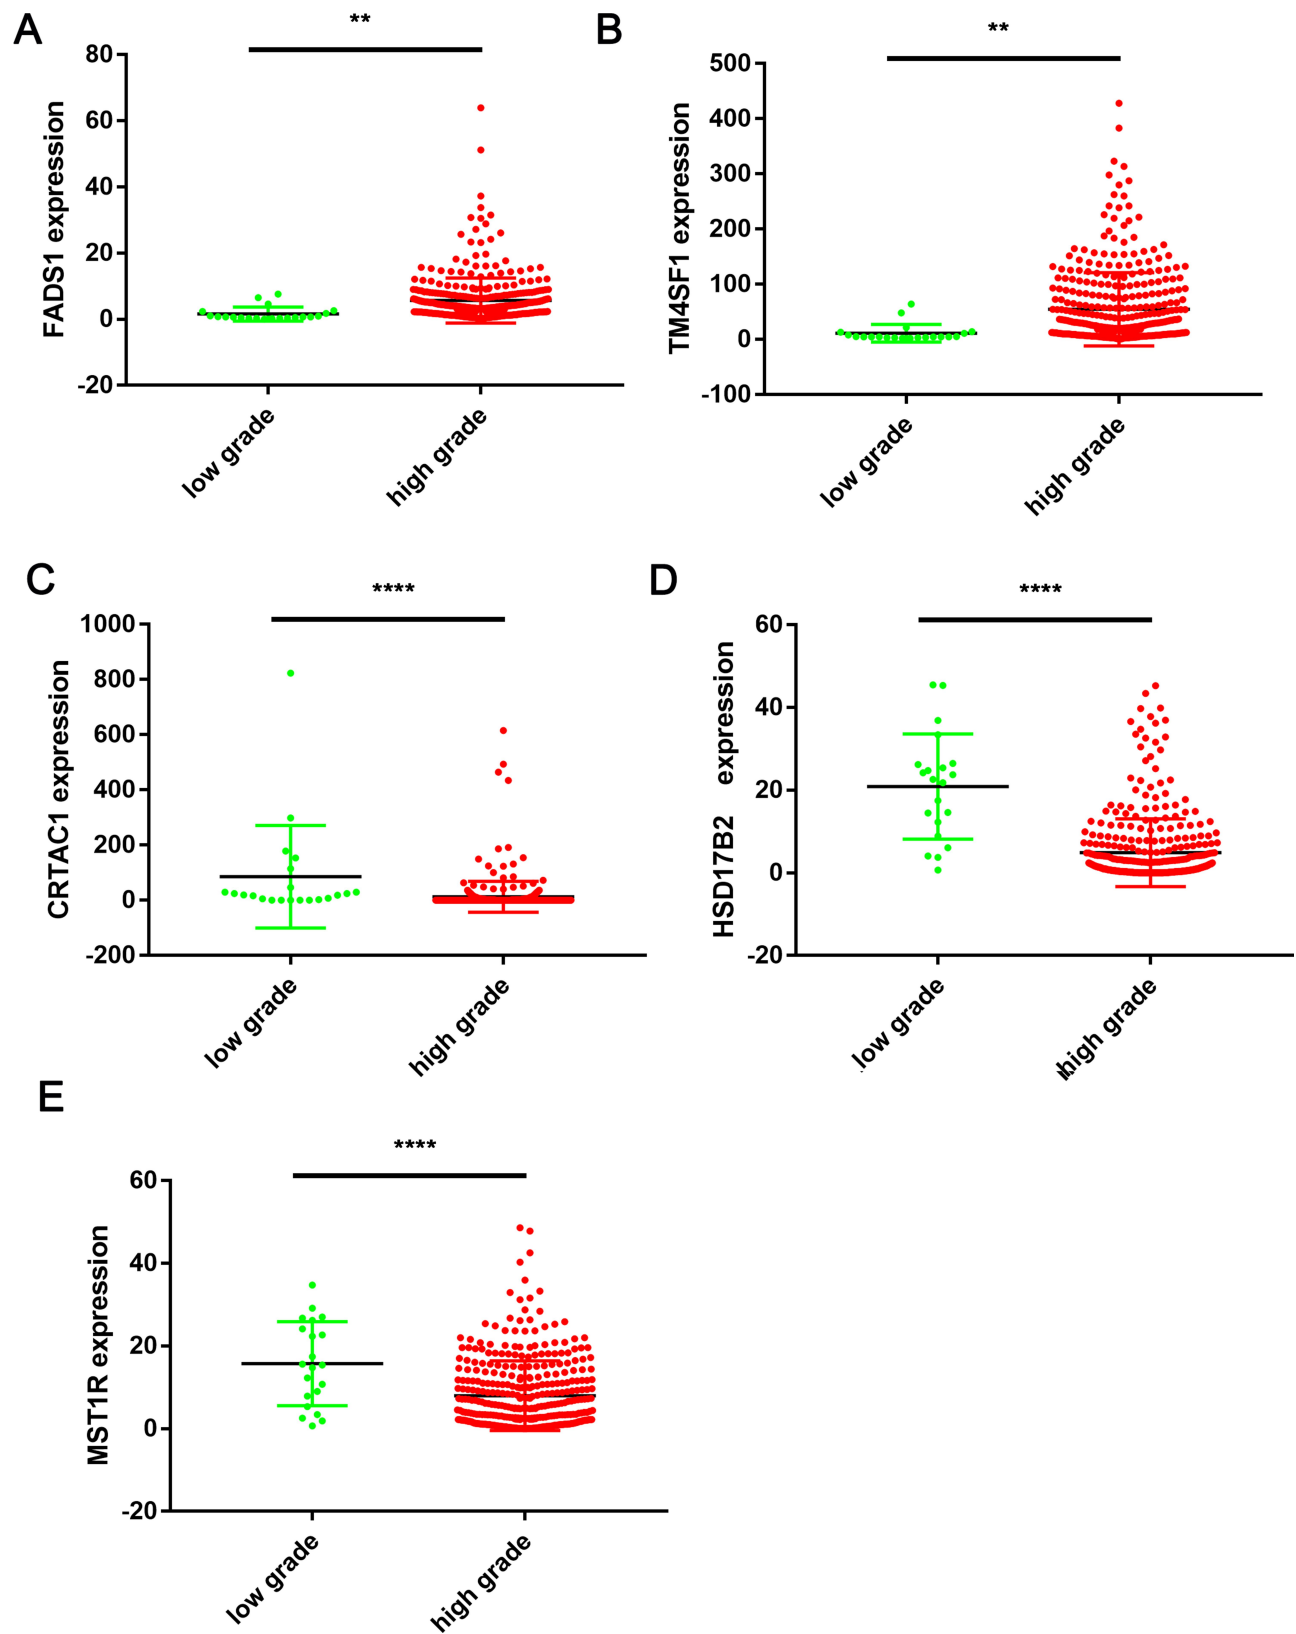 A
**
FADS1 expression
80
60
40
20
0
-20
low grade
high grade
B
**
TM4SF1 expression
500
400
300
200
100
0
-100
low grade
high grade
C
****
CRTAC1 expression
1000
800
600
400
200
0
-200
low grade
high grade
D
****
HSD17B2 expression
60
40
20
0
-20
low grade
high grade
E
****
MST1R expression
60
40
20
0
-20
low grade
high grade